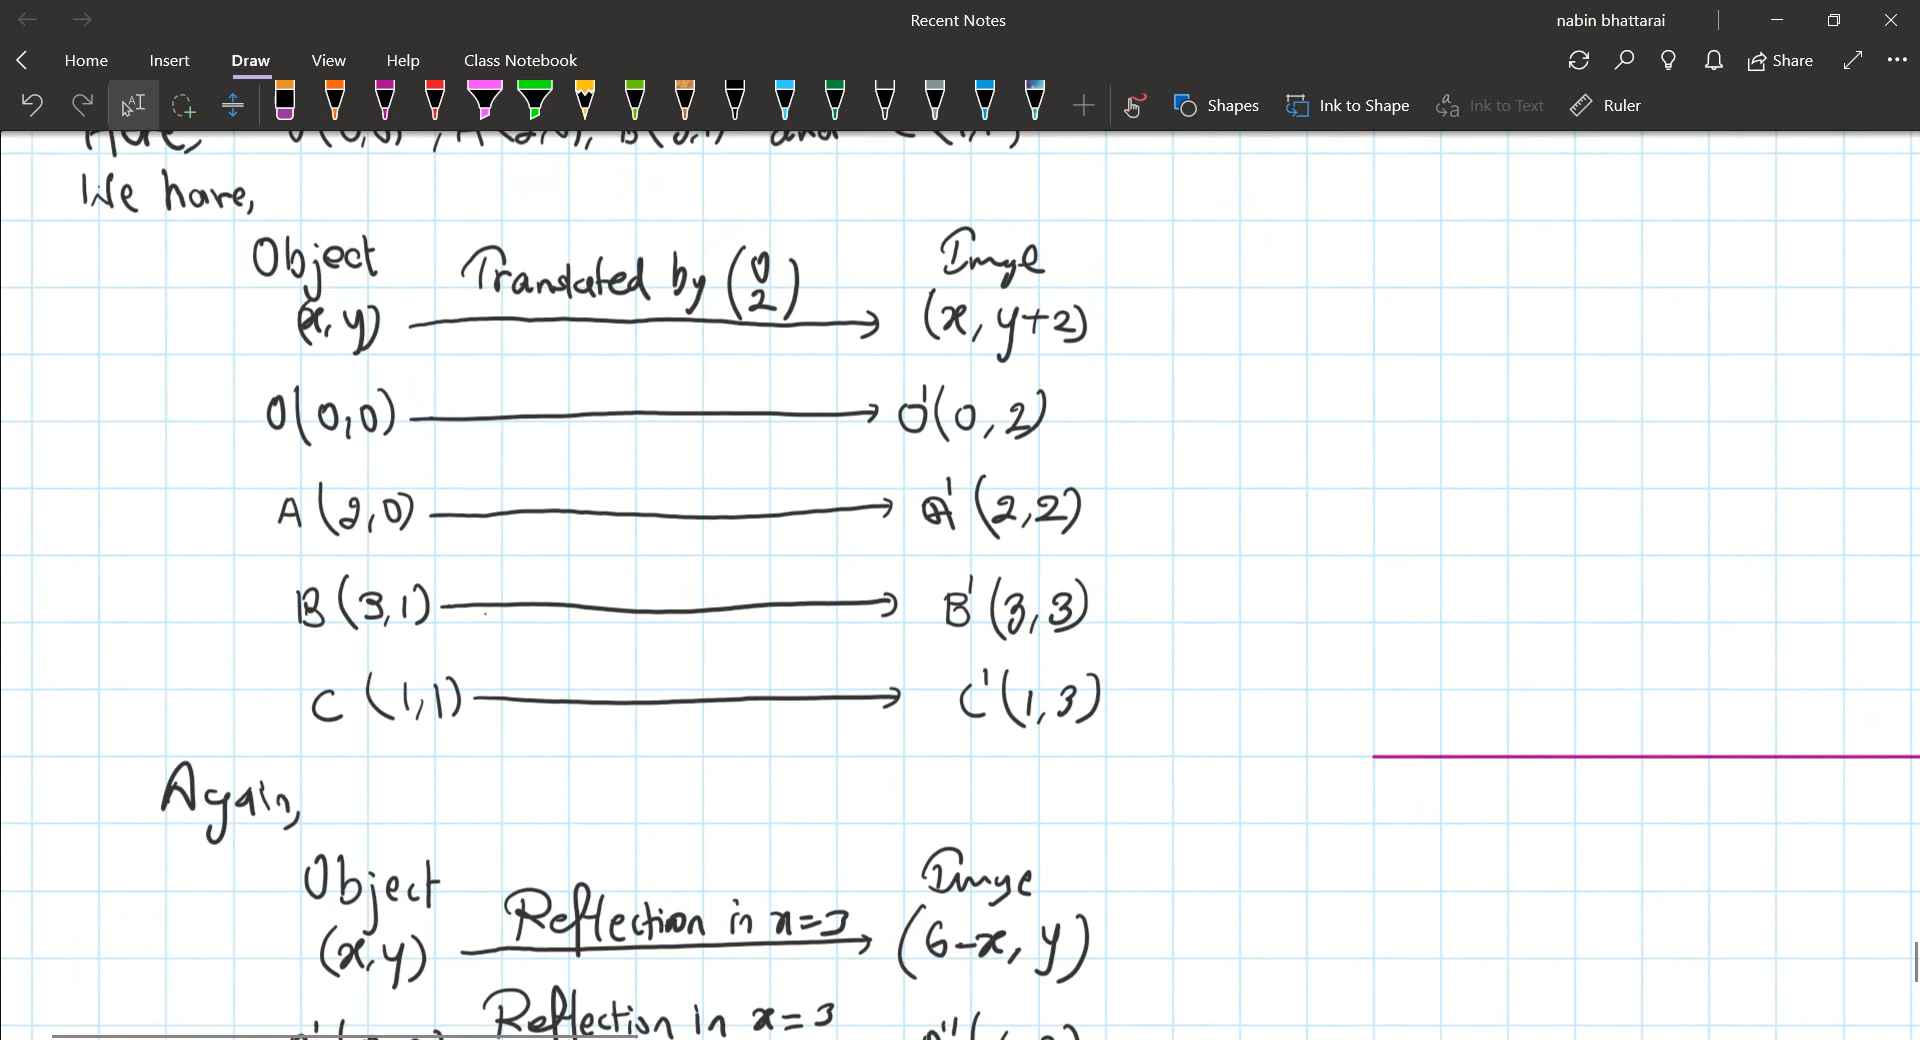 Recent Notes
nabin bhattarai
Home Insert Draw View Help Class Notebook
Share
Shapes Ink to Shape Ink to Text Ruler
Here,
and
We have,
Object Translated by (0 2) Image
(x, y) (x, y+2)
O(0,0) O'(0, 2)
A (2,0) A' (2,2)
B (3,1) B' (3, 3)
C (1,1) C' (1, 3)
Again,
Object Image
Reflection in x=3
(x, y) (6-x, y)
Reflection in x = 3